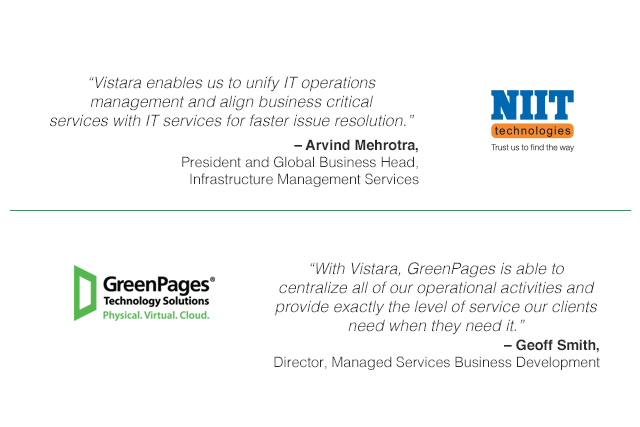 “Vistara enables us to unify IT operations
management and align business critical
services with IT services for faster issue resolution.”
– Arvind Mehrotra,
President and Global Business Head,
Infrastructure Management Services
NIIT
technologies
Trust us to find the way
GreenPages®
Technology Solutions
Physical. Virtual. Cloud.
“With Vistara, GreenPages is able to
centralize all of our operational activities and
provide exactly the level of service our clients
need when they need it.”
– Geoff Smith,
Director, Managed Services Business Development